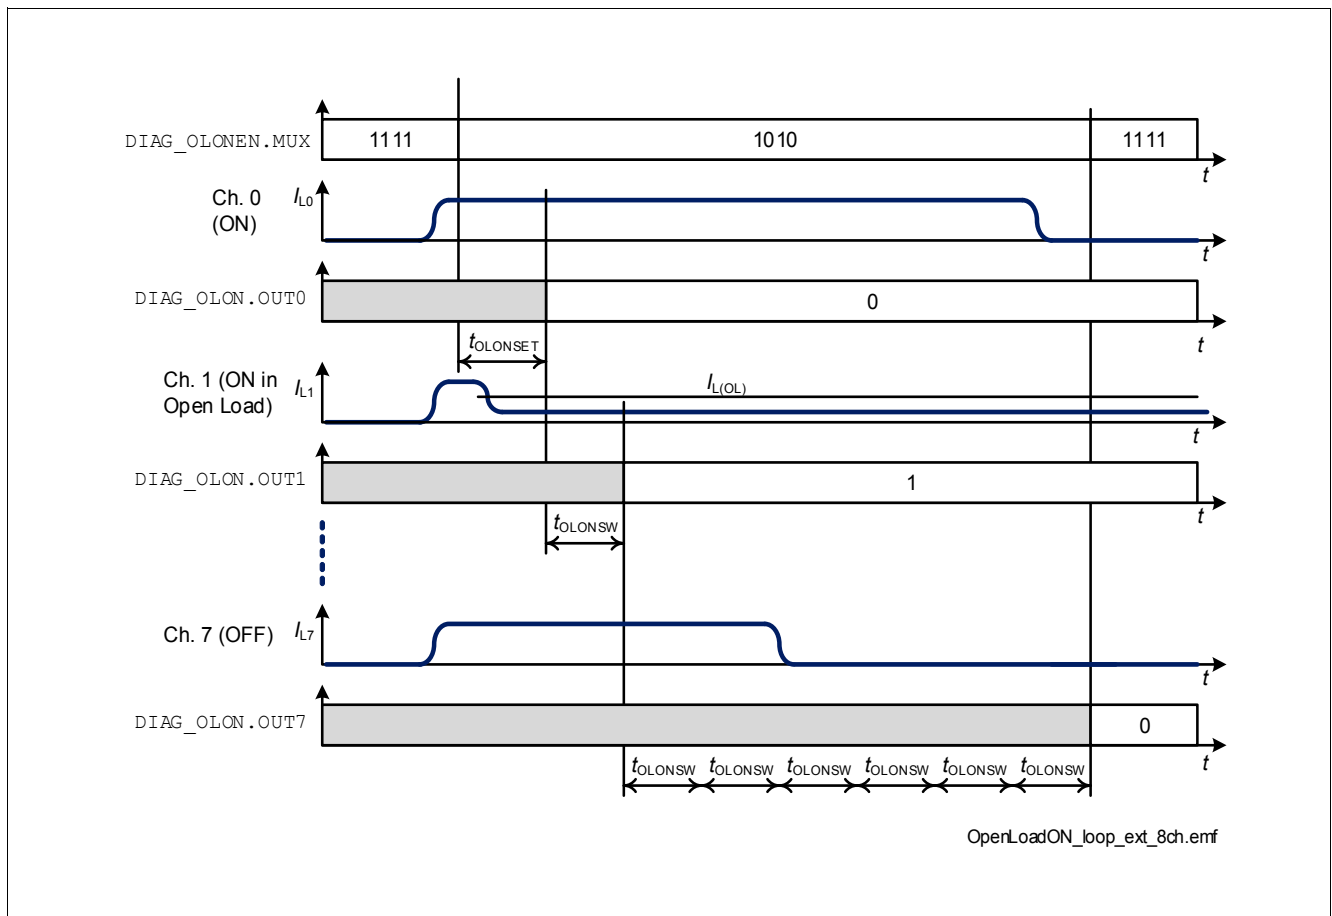 DIAG_OLONEN.MUX 1111 1010 1111
t
Ch. 0 IL0
(ON)
t
DIAG_OLON.OUT0 0
t
tOLONSET
Ch. 1 (ON in IL1 IL(OL)
Open Load)
t
DIAG_OLON.OUT1 1
t
tOLONSW
Ch. 7 (OFF) IL7
t
DIAG_OLON.OUT7 0
t
tOLONSW tOLONSW tOLONSW tOLONSW tOLONSW tOLONSW
OpenLoadON_loop_ext_8ch.emf